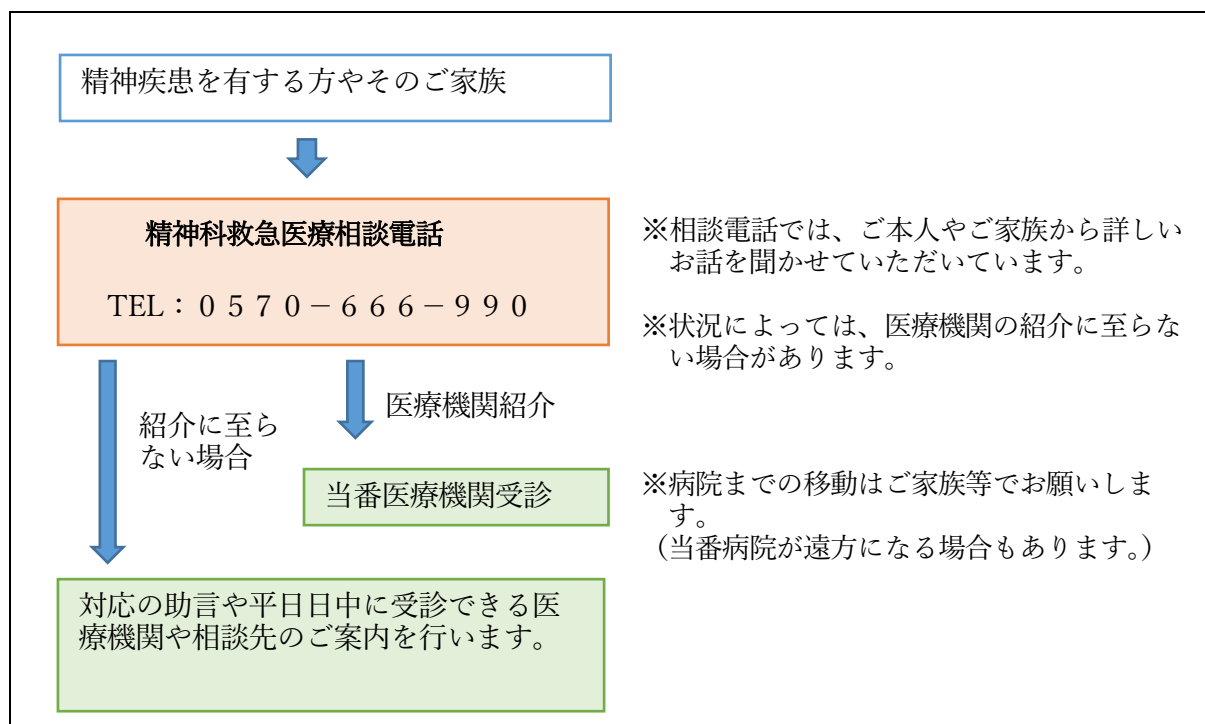 精神疾患を有する方やそのご家族
精神科救急医療相談電話
TEL：０５７０－６６６－９９０
※相談電話では、ご本人やご家族から詳しい
お話を聞かせていただいています。
※状況によっては、医療機関の紹介に至らな
い場合があります。
紹介に至ら
ない場合
医療機関紹介
当番医療機関受診
※病院までの移動はご家族等でお願いしま
す。
（当番病院が遠方になる場合もあります。）
対応の助言や平日日中に受診できる医
療機関や相談先のご案内を行います。